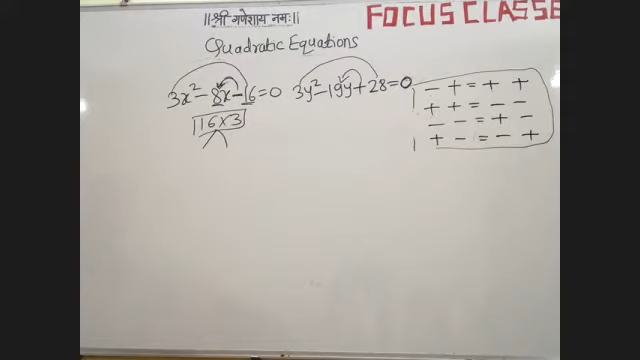 ||श्री गणेशाय नमः||
FOCUS CLASSE
Quadratic Equations
3x² - 8x - 16 = 0
16 × 3
3y² - 19y + 28 = 0
- + = + +
+ + = - -
- - = + -
+ - = - +